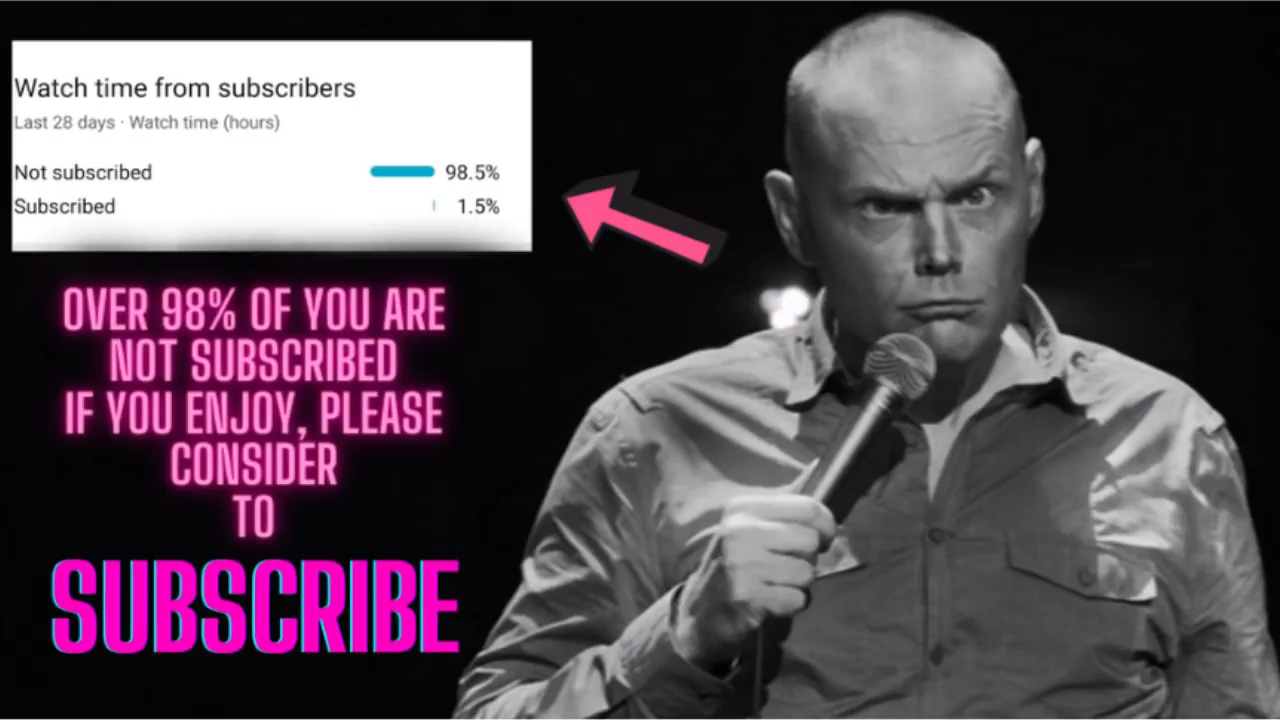 Watch time from subscribers
Last 28 days · Watch time (hours)
Not subscribed 98.5%
Subscribed 1.5%
OVER 98% OF YOU ARE
NOT SUBSCRIBED
IF YOU ENJOY, PLEASE
CONSIDER
TO
SUBSCRIBE